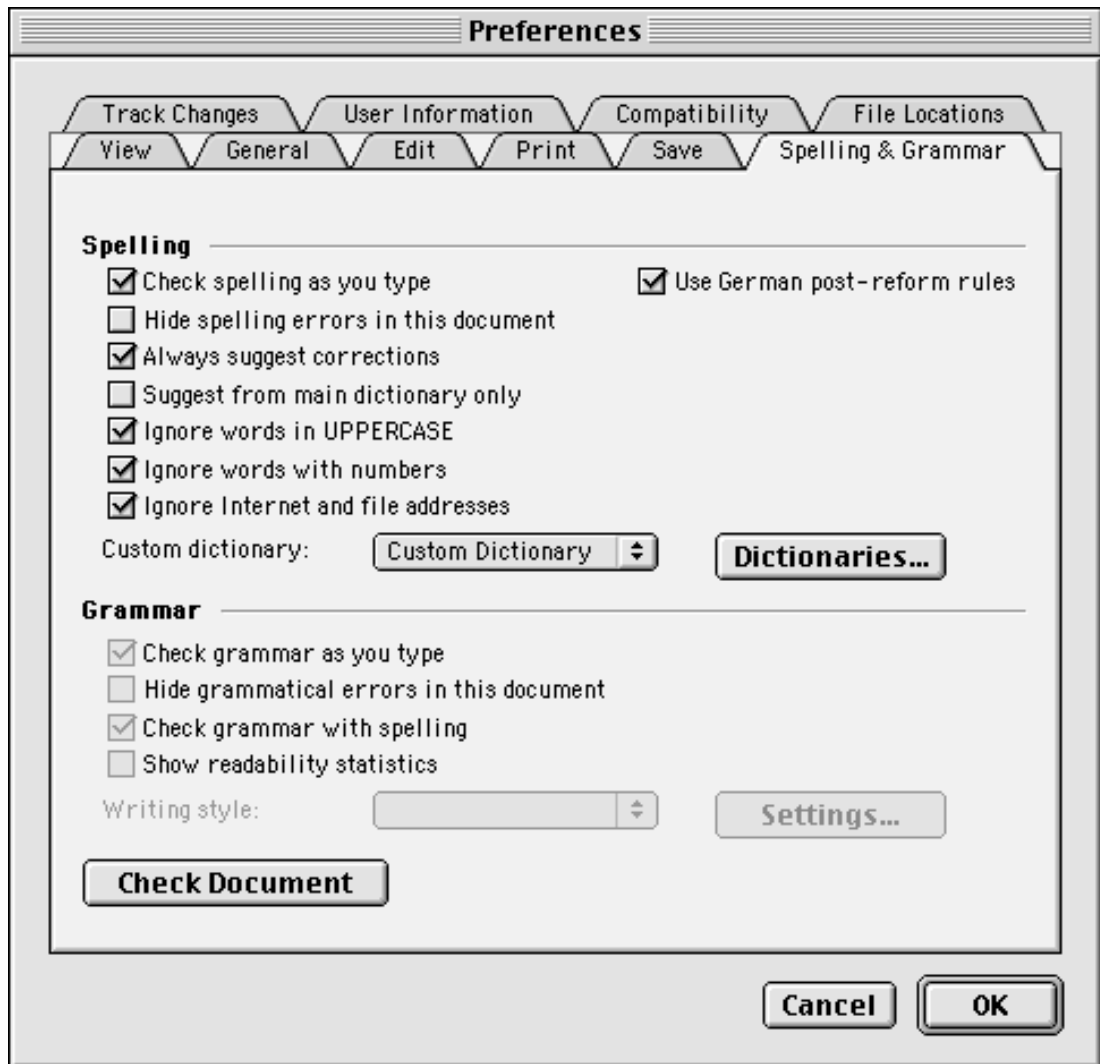 Preferences
Track Changes User Information Compatibility File Locations
View General Edit Print Save Spelling & Grammar
Spelling
Check spelling as you type Use German post-reform rules
Hide spelling errors in this document
Always suggest corrections
Suggest from main dictionary only
Ignore words in UPPERCASE
Ignore words with numbers
Ignore Internet and file addresses
Custom dictionary: Custom Dictionary Dictionaries...
Grammar
Check grammar as you type
Hide grammatical errors in this document
Check grammar with spelling
Show readability statistics
Writing style: Settings...
Check Document
Cancel OK